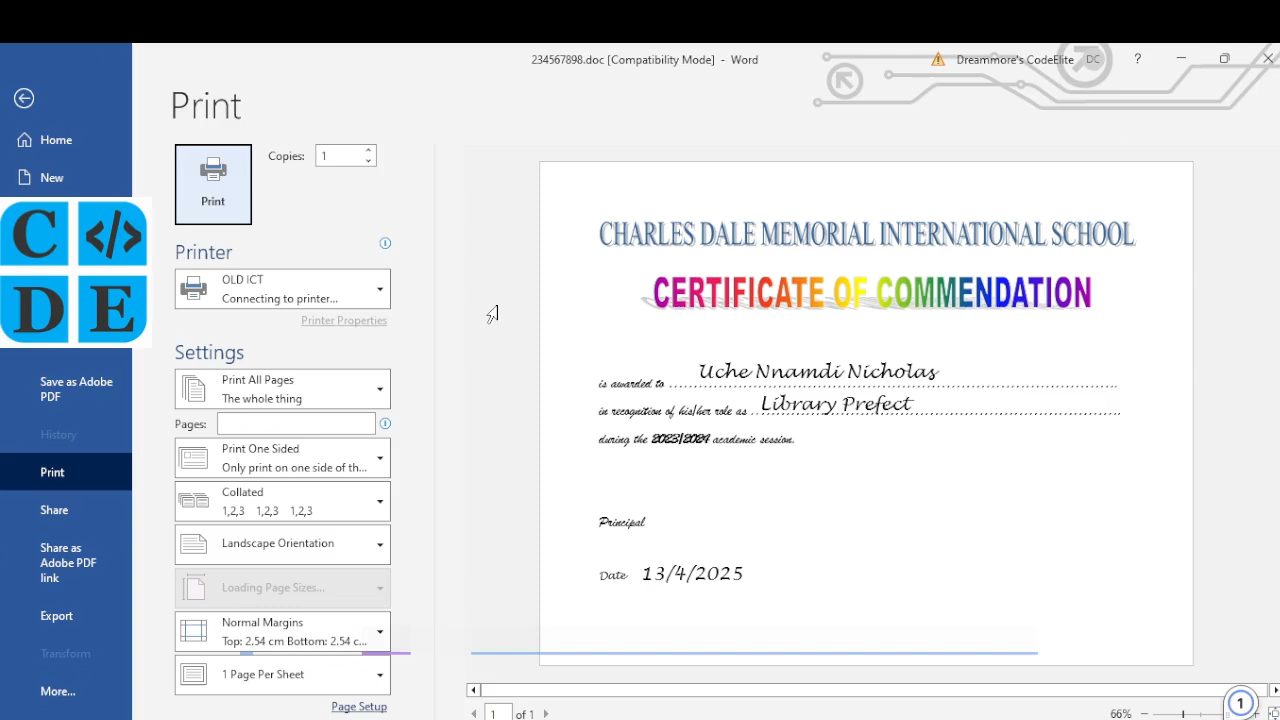 234567898.doc [Compatibility Mode] - Word
Dreammore's CodeElite DC ?
Print
Home
New
Copies: 1
Print
C </>
D E
Printer
OLD ICT
Connecting to printer...
Printer Properties
Settings
Print All Pages
The whole thing
Pages:
Print One Sided
Only print on one side of th...
Collated
1,2,3 1,2,3 1,2,3
Landscape Orientation
Loading Page Sizes...
Normal Margins
Top: 2.54 cm Bottom: 2.54 c...
1 Page Per Sheet
Page Setup
Save as Adobe
PDF
History
Print
Share
Share as
Adobe PDF
link
Export
Transform
More...
CHARLES DALE MEMORIAL INTERNATIONAL SCHOOL
CERTIFICATE OF COMMENDATION
is awarded to Uche Nnamdi Nicholas
in recognition of his/her role as Library Prefect
during the 2023/2024 academic session.
Principal
Date 13/4/2025
1 of 1
66%
1